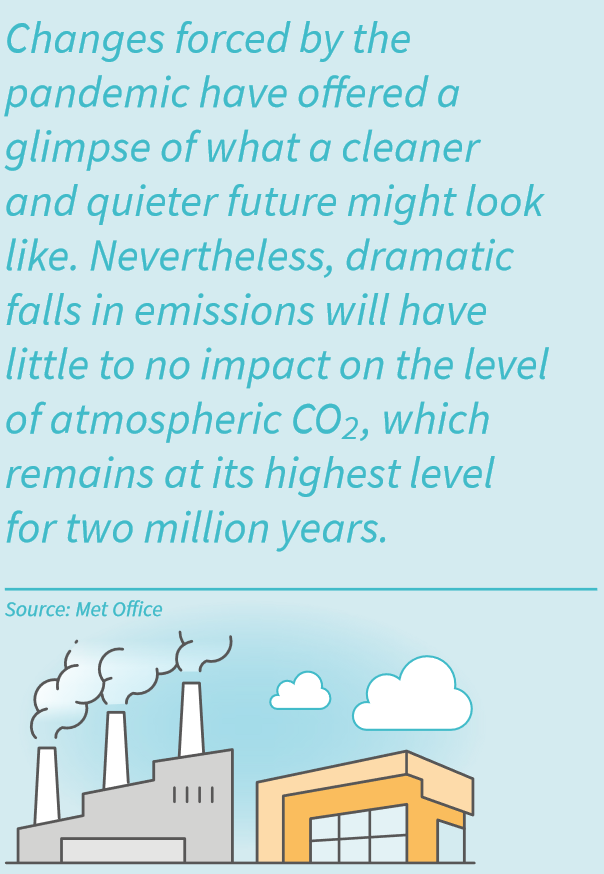 Changes forced by the
pandemic have offered a
glimpse of what a cleaner
and quieter future might look
like. Nevertheless, dramatic
falls in emissions will have
little to no impact on the level
of atmospheric CO₂, which
remains at its highest level
for two million years.
Source: Met Office